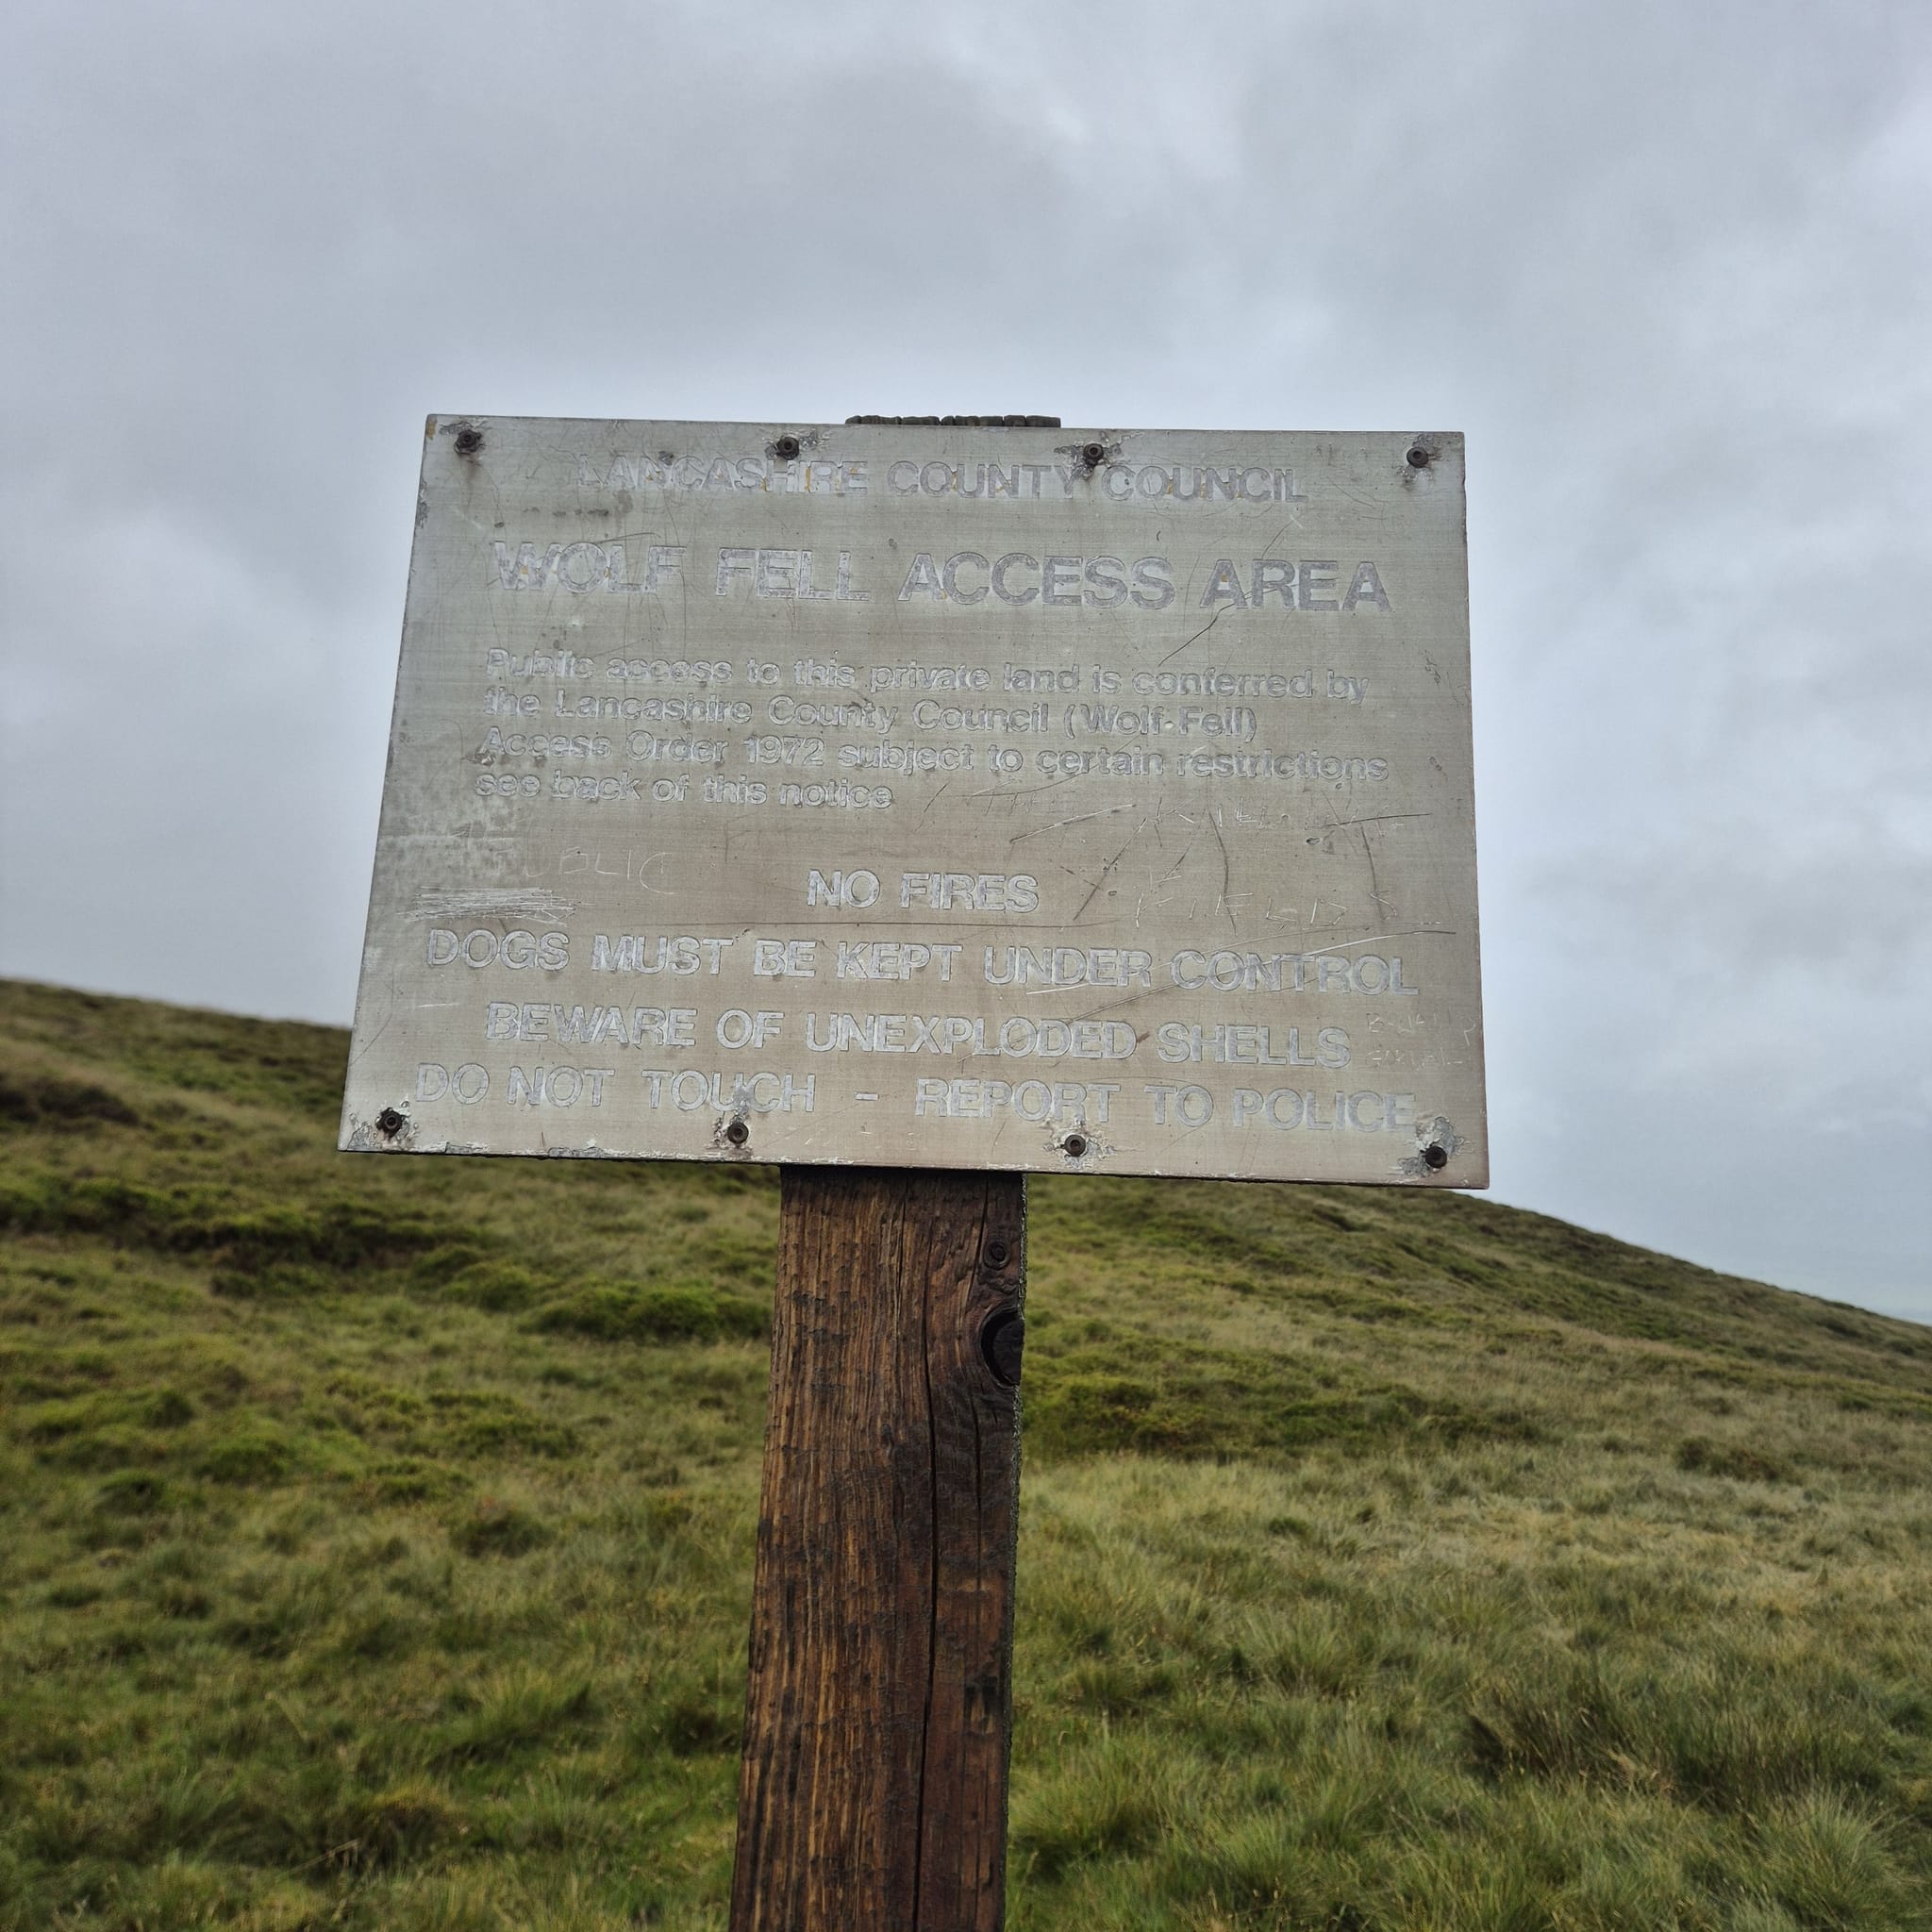 LANCASHIRE COUNTY COUNCIL
WOLF FELL ACCESS AREA
Public access to this private land is conferred by
the Lancashire County Council (Wolf-Fell)
Access Order 1972 subject to certain restrictions
see back of this notice
NO FIRES
DOGS MUST BE KEPT UNDER CONTROL
BEWARE OF UNEXPLODED SHELLS
DO NOT TOUCH - REPORT TO POLICE